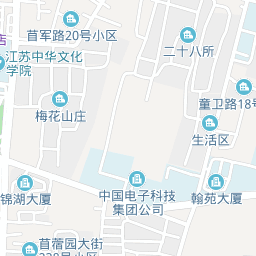 苜军路20号小区
二十八所
店
江苏中华文化
学院
梅花山庄
童卫路18号
生活区
锦湖大厦
中国电子科技
集团公司
翰苑大厦
苜蓿园大街